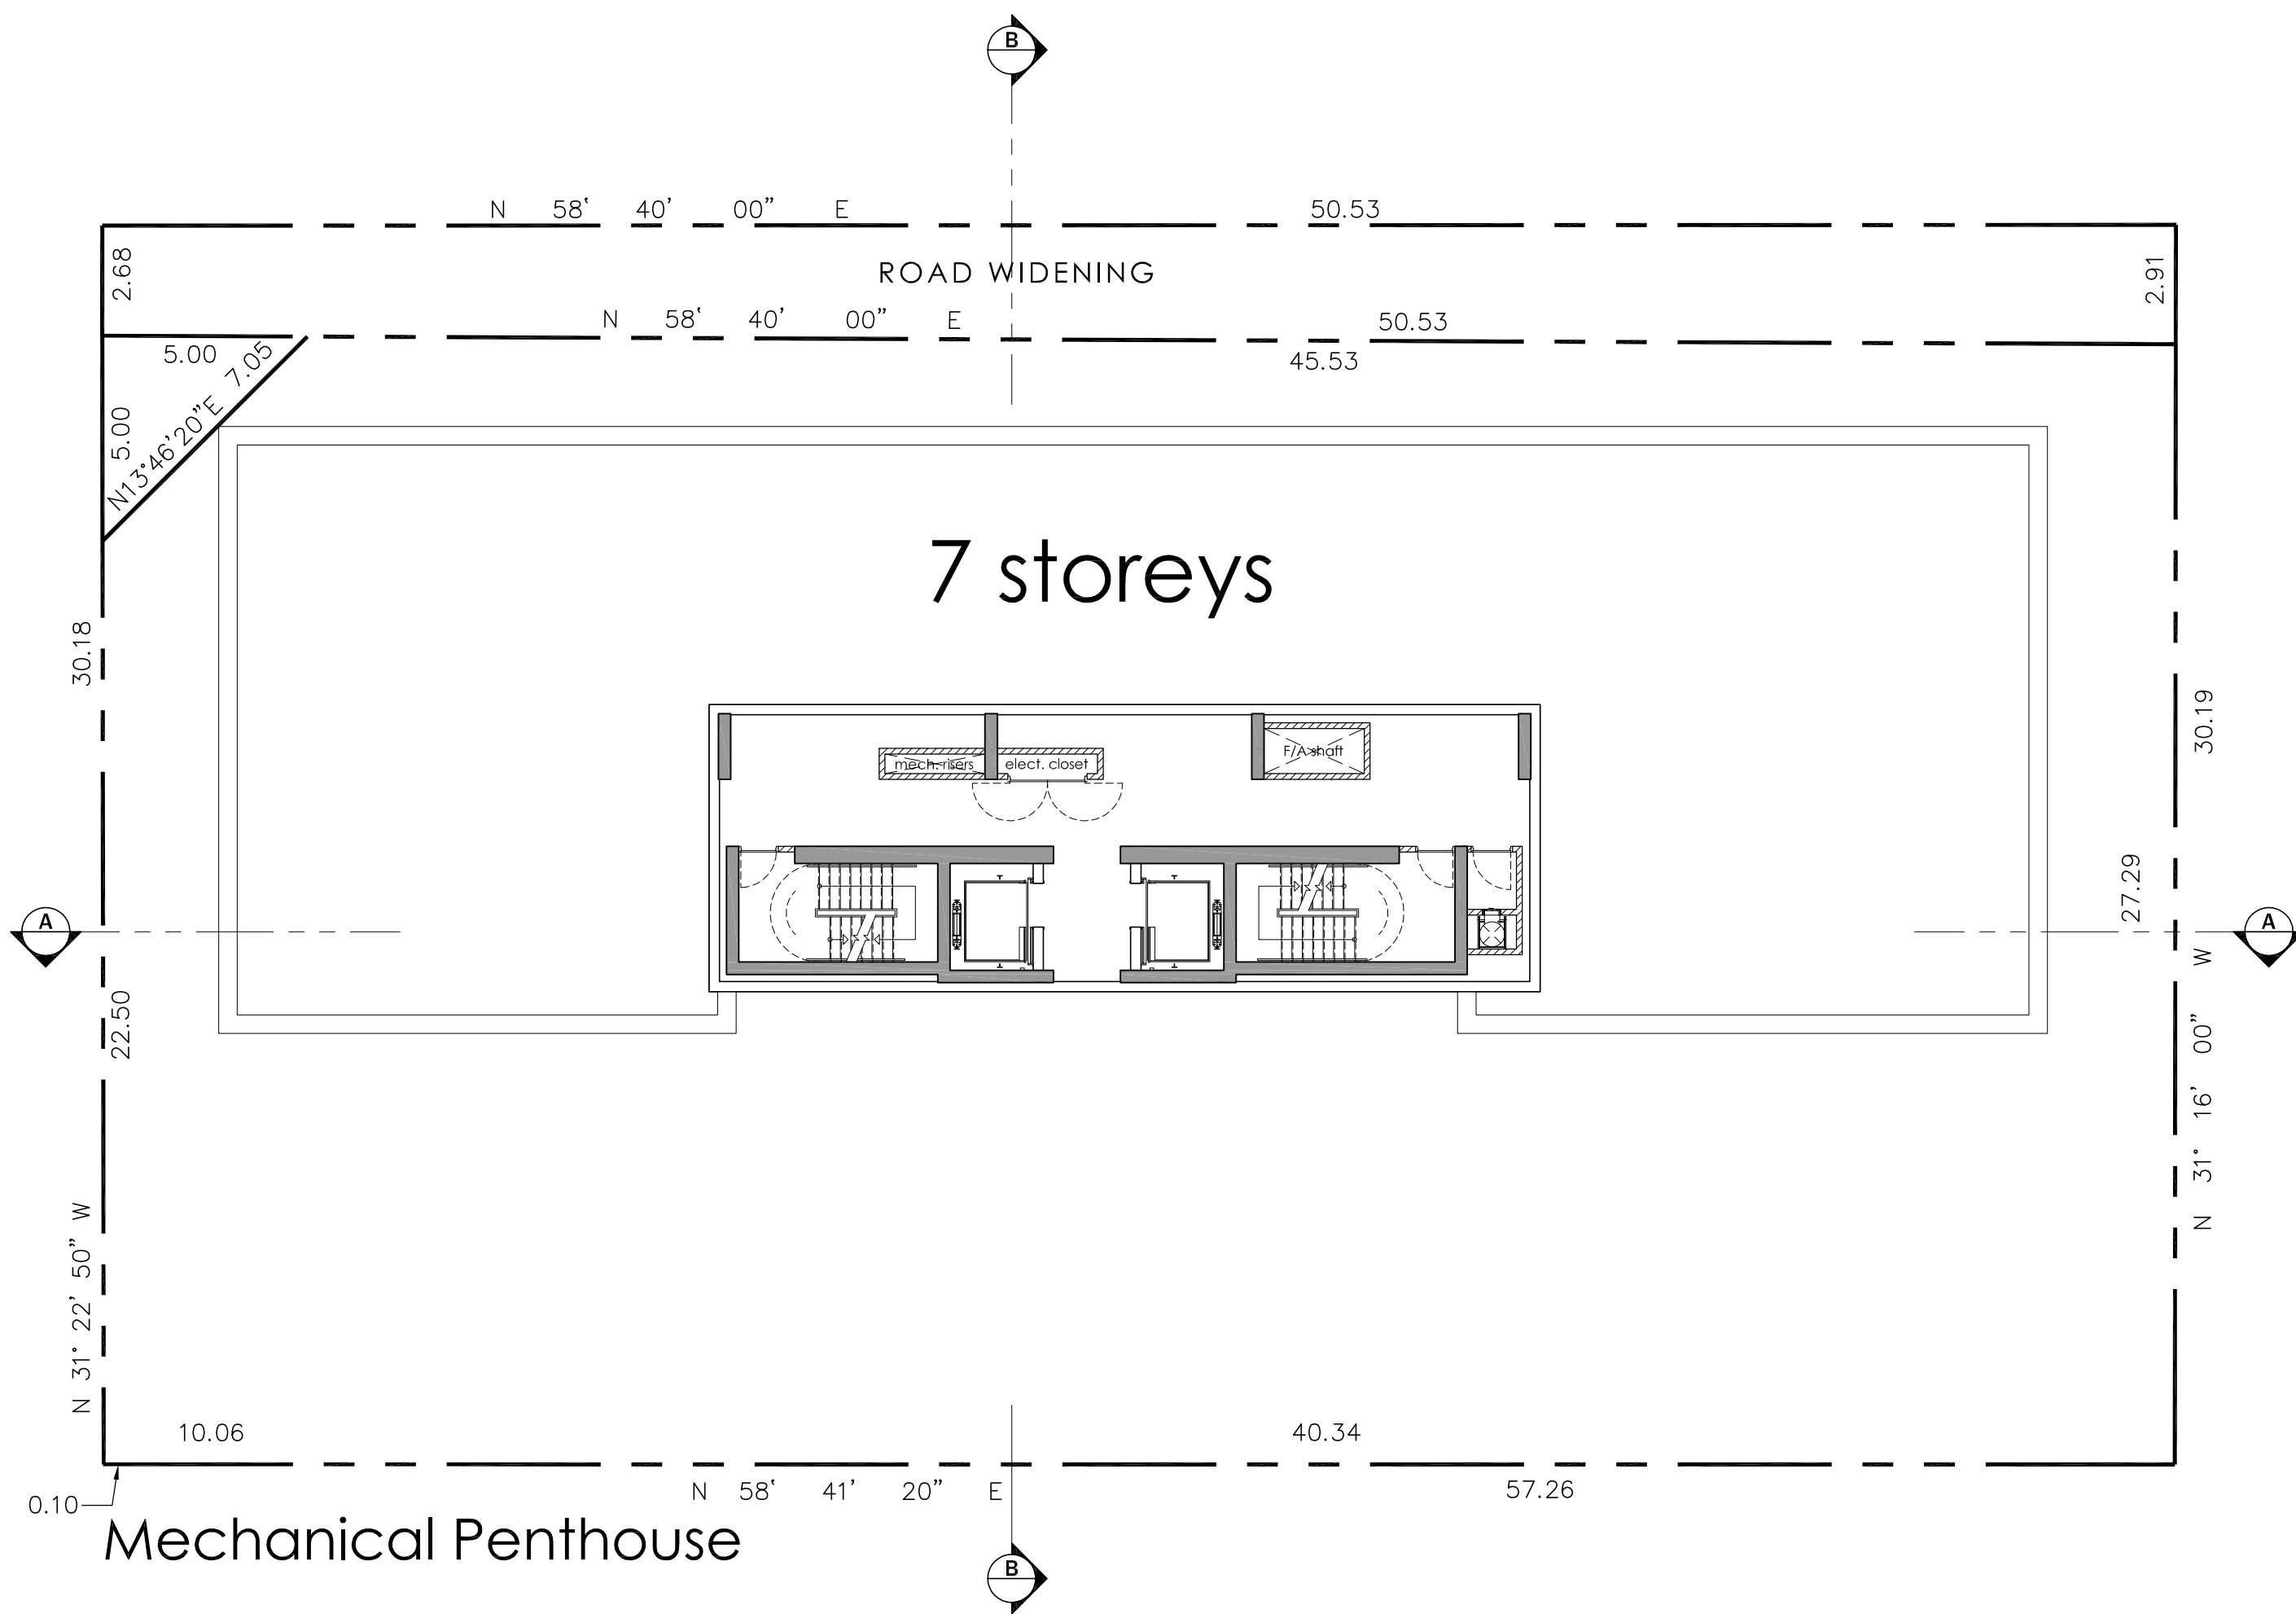 B
N 58‘ 40’ 00” E 50.53
2.68
ROAD WIDENING
2.91
N 58‘ 40’ 00” E 50.53
5.00
7.05
45.53
5.00
N13°46’20”E
7 storeys
30.18
30.19
mech. risers
elect. closet
F/A shaft
27.29
A
A
22.50
N 31° 22’ 50” W
N 31° 16’ 00” W
10.06
40.34
0.10
N 58‘ 41’ 20” E
57.26
Mechanical Penthouse
B